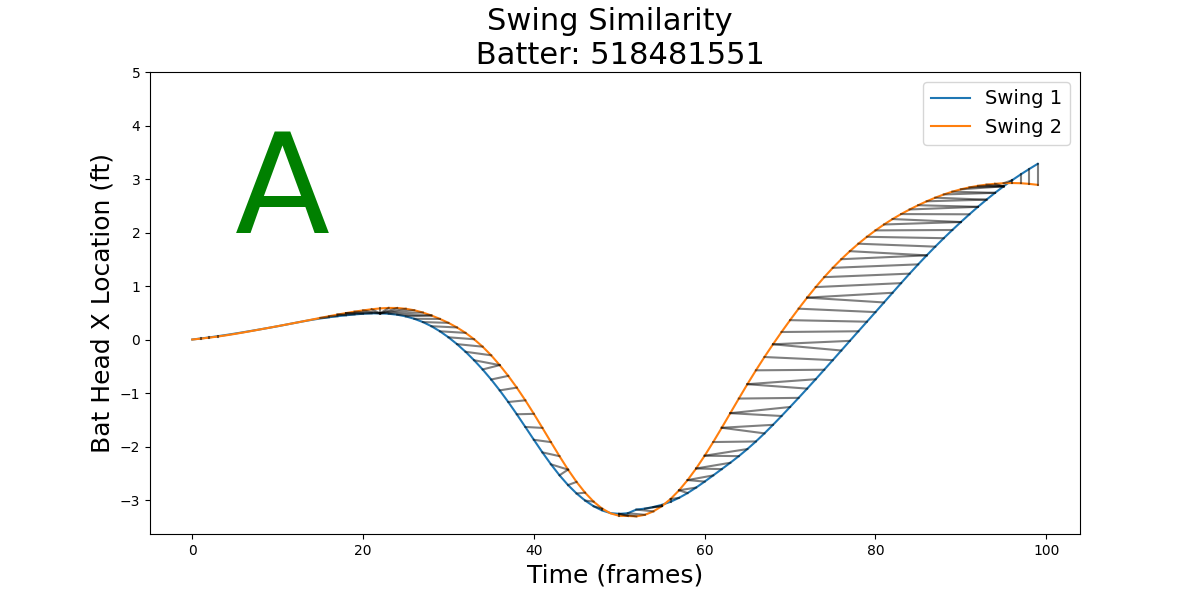 Swing Similarity
Batter: 518481551
A
Swing 1
Swing 2
Bat Head X Location (ft)
5
4
3
2
1
0
−1
−2
−3
0 20 40 60 80 100
Time (frames)